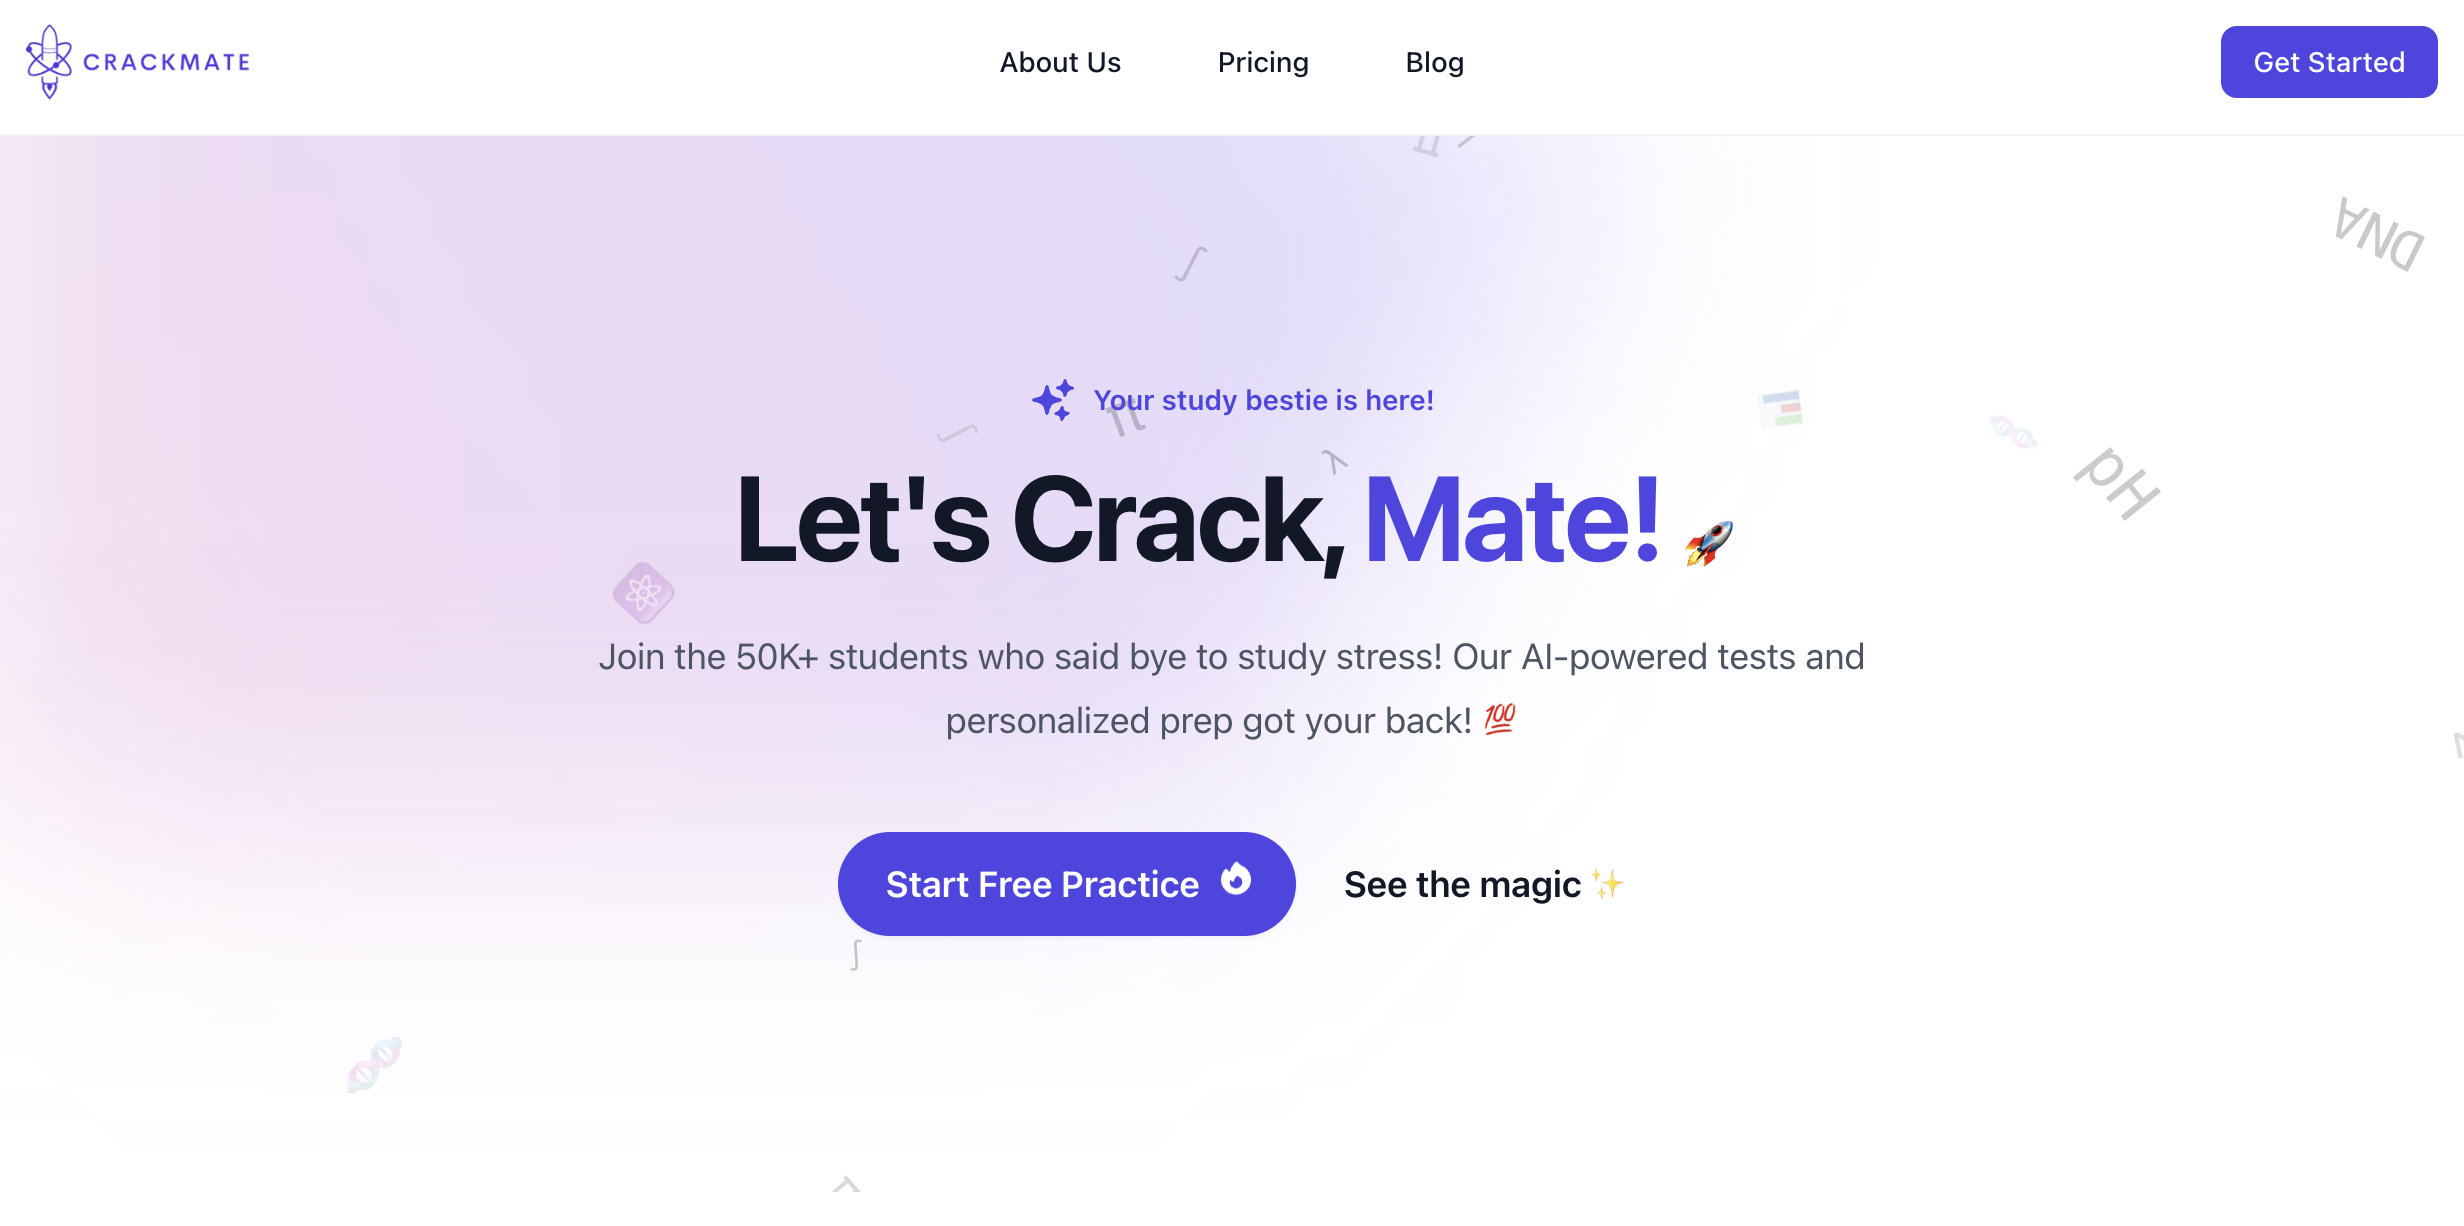 CRACKMATE
About Us
Pricing
Blog
Get Started
DNA
∫
Your study bestie is here!
π
∫
λ
pH
Let's Crack, Mate! 🚀
Join the 50K+ students who said bye to study stress! Our AI-powered tests and
personalized prep got your back! 💯
Start Free Practice
See the magic ✨
∫